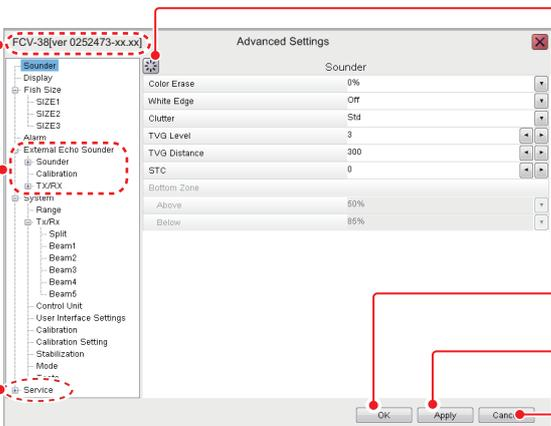 FCV-38[ver 0252473-xx.xx]
Advanced Settings
Sounder
Display
Fish Size
SIZE1
SIZE2
SIZE3
Alarm
External Echo Sounder
Sounder
Calibration
TX/RX
System
Range
Tx/Rx
Split
Beam1
Beam2
Beam3
Beam4
Beam5
Control Unit
User Interface Settings
Calibration
Calibration Setting
Stabilization
Mode
Service
Sounder
Color Erase 0%
White Edge Off
Clutter Std
TVG Level 3
TVG Distance 300
STC 0
Bottom Zone
Above 50%
Below 85%
OK Apply Cancel